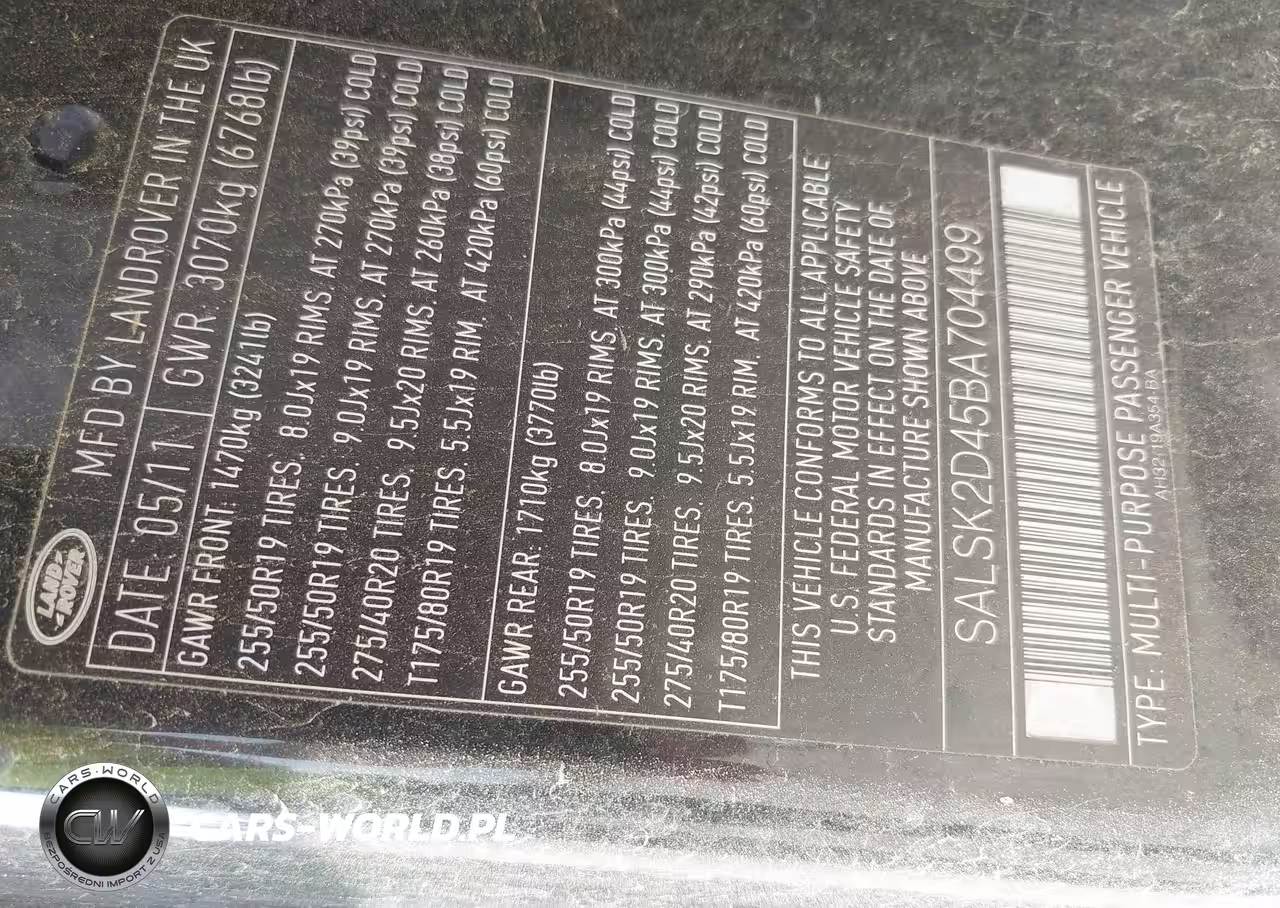 LAND
ROVER
MFD BY LANDROVER IN THE UK
DATE: 05/11 GWR: 3070kg (6768lb)
GAWR FRONT: 1470kg (3241lb)
255/50R19 TIRES. 8.0Jx19 RIMS. AT 270kPa (39psi) COLD
255/50R19 TIRES. 9.0Jx19 RIMS. AT 270kPa (39psi) COLD
275/40R20 TIRES. 9.5Jx20 RIMS. AT 260kPa (38psi) COLD
T175/80R19 TIRES. 5.5Jx19 RIM. AT 420kPa (60psi) COLD
GAWR REAR: 1710kg (3770lb)
255/50R19 TIRES. 8.0Jx19 RIMS. AT 300kPa (44psi) COLD
255/50R19 TIRES. 9.0Jx19 RIMS. AT 300kPa (44psi) COLD
275/40R20 TIRES. 9.5Jx20 RIMS. AT 290kPa (42psi) COLD
T175/80R19 TIRES. 5.5Jx19 RIM. AT 420kPa (60psi) COLD
THIS VEHICLE CONFORMS TO ALL APPLICABLE
U.S. FEDERAL MOTOR VEHICLE SAFETY
STANDARDS IN EFFECT ON THE DATE OF
MANUFACTURE SHOWN ABOVE
SALSK2D45BA704499
TYPE: MULTI-PURPOSE PASSENGER VEHICLE
AH32 19A354 BA
CARS-WORLD
CW
BEZPOŚREDNI IMPORT Z USA
CARS-WORLD.PL